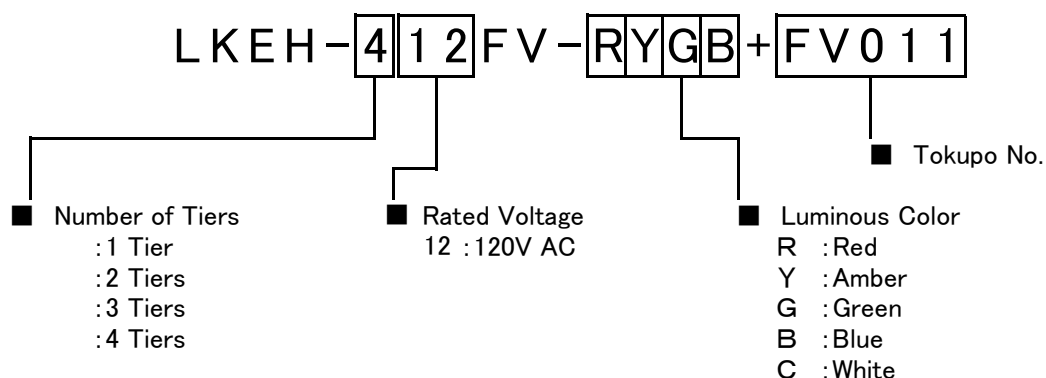 LKEH-412FV-RYGB+FV011
■ Tokupo No.
■ Number of Tiers
:1 Tier
:2 Tiers
:3 Tiers
:4 Tiers
■ Rated Voltage
12 :120V AC
■ Luminous Color
R :Red
Y :Amber
G :Green
B :Blue
C :White